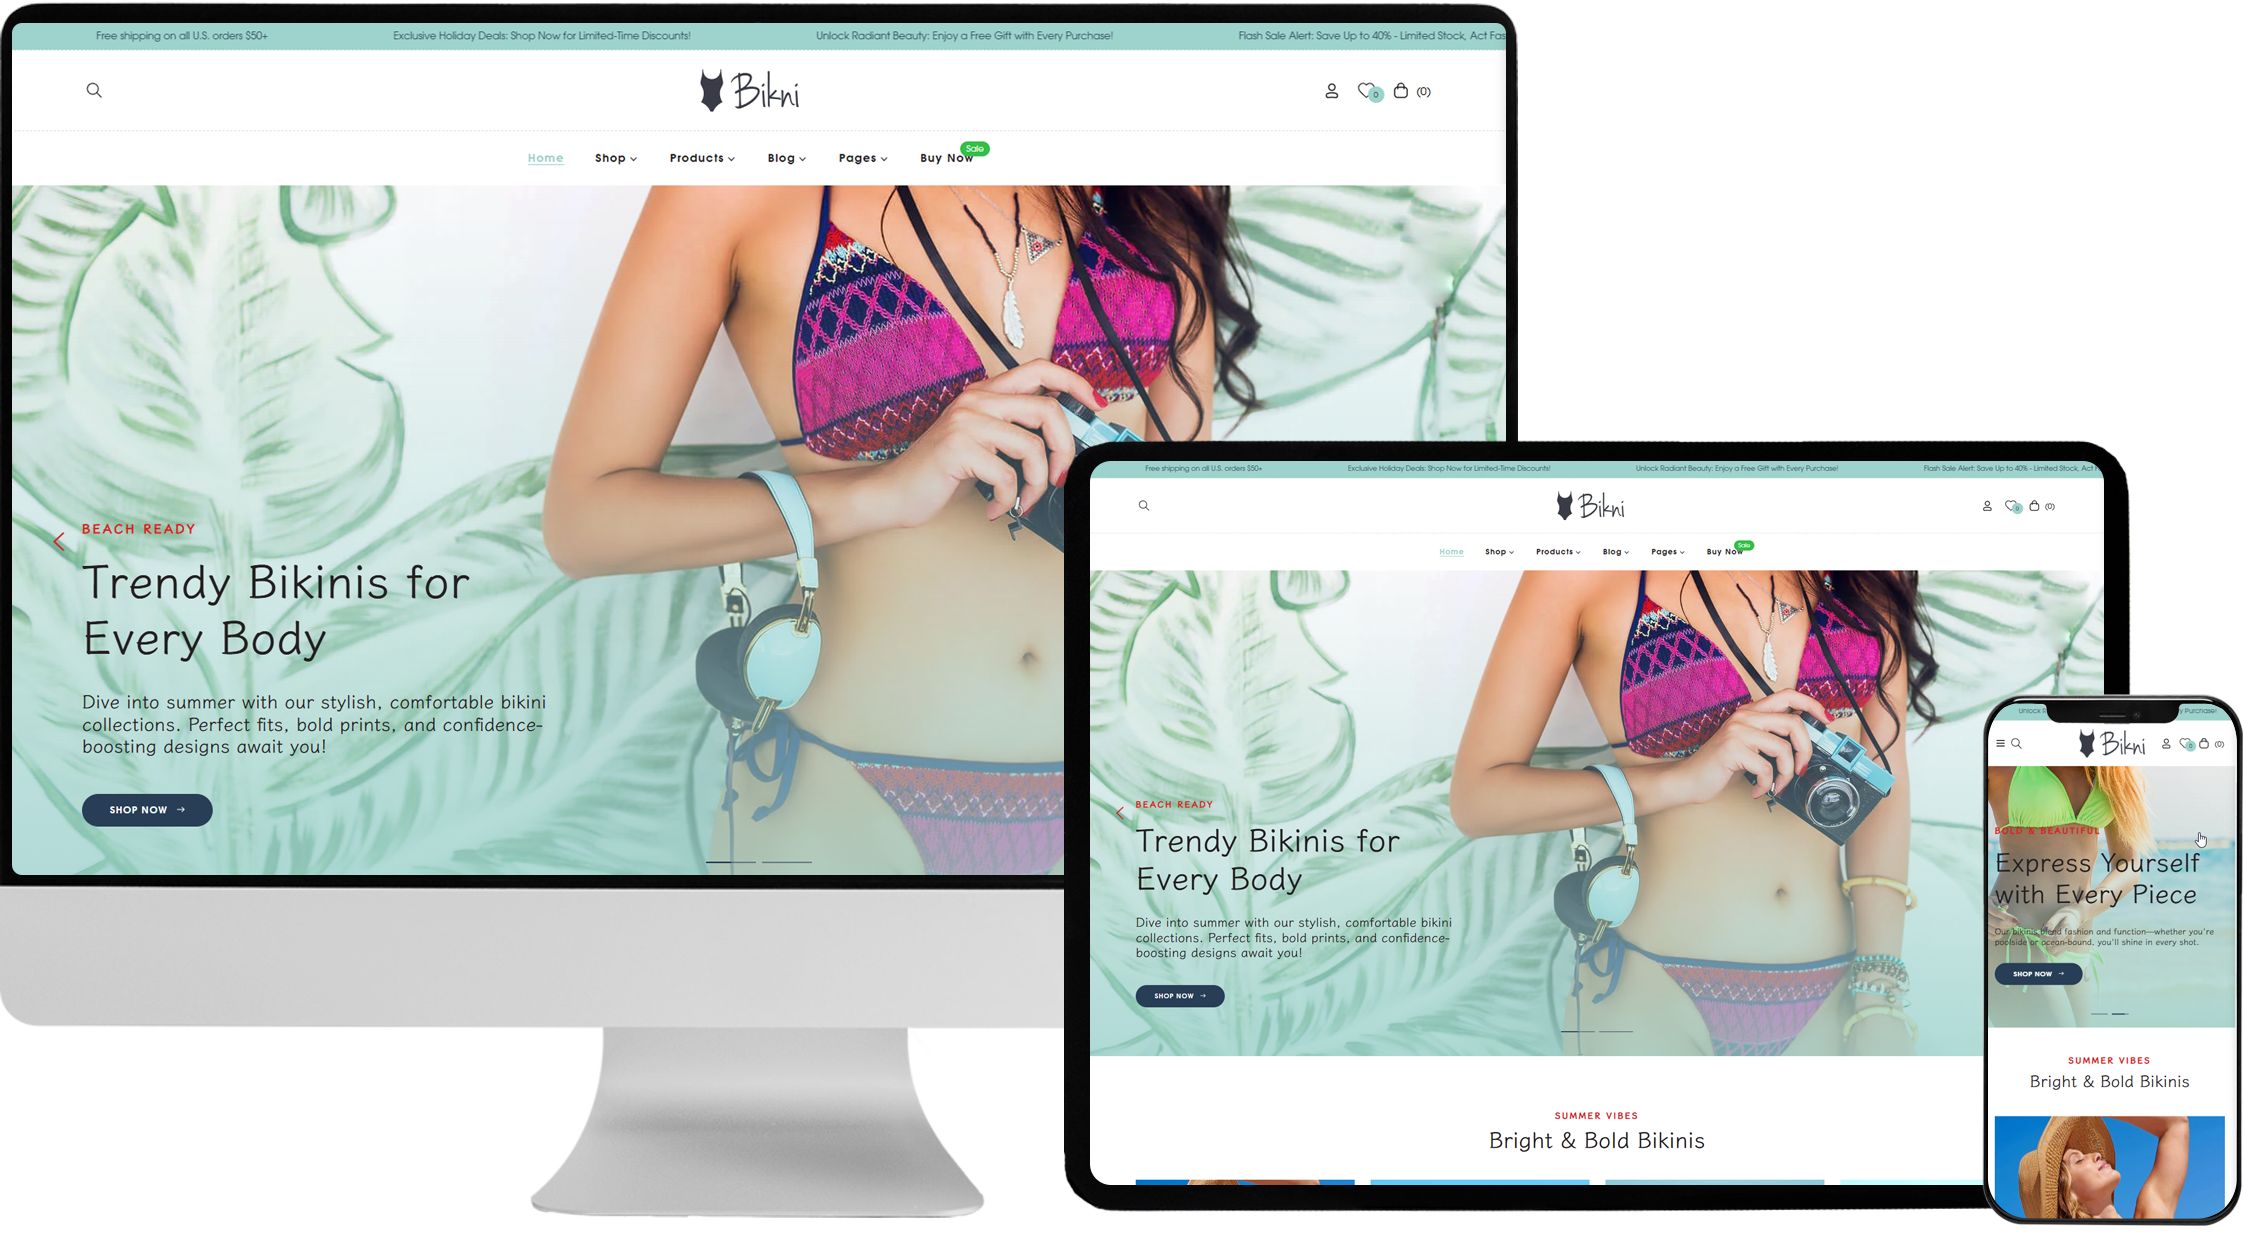 Free shipping on all U.S. orders $50+
Exclusive Holiday Deals: Shop Now for Limited-Time Discounts!
Unlock Radiant Beauty: Enjoy a Free Gift with Every Purchase!
Flash Sale Alert: Save Up to 40% - Limited Stock, Act Fas
Bikni
0
(0)
Home
Shop
Products
Blog
Pages
Buy Now
Sale
BEACH READY
Trendy Bikinis for
Every Body
Dive into summer with our stylish, comfortable bikini
collections. Perfect fits, bold prints, and confidence-
boosting designs await you!
SHOP NOW
Free shipping on all U.S. orders $50+
Exclusive Holiday Deals: Shop Now for Limited-Time Discounts!
Unlock Radiant Beauty: Enjoy a Free Gift with Every Purchase!
Flash Sale Alert: Save Up to 40% - Limited Stock, Act F
Bikni
0
(0)
Home
Shop
Products
Blog
Pages
Buy Now
Sale
BEACH READY
Trendy Bikinis for
Every Body
Dive into summer with our stylish, comfortable bikini
collections. Perfect fits, bold prints, and confidence-
boosting designs await you!
SHOP NOW
SUMMER VIBES
Bright & Bold Bikinis
Unlock
y Purchase!
Bikni
0
(0)
BOLD & BEAUTIFUL
Express Yourself
with Every Piece
Our bikinis blend fashion and function—whether you're
poolside or ocean-bound, you'll shine in every shot.
SHOP NOW
SUMMER VIBES
Bright & Bold Bikinis